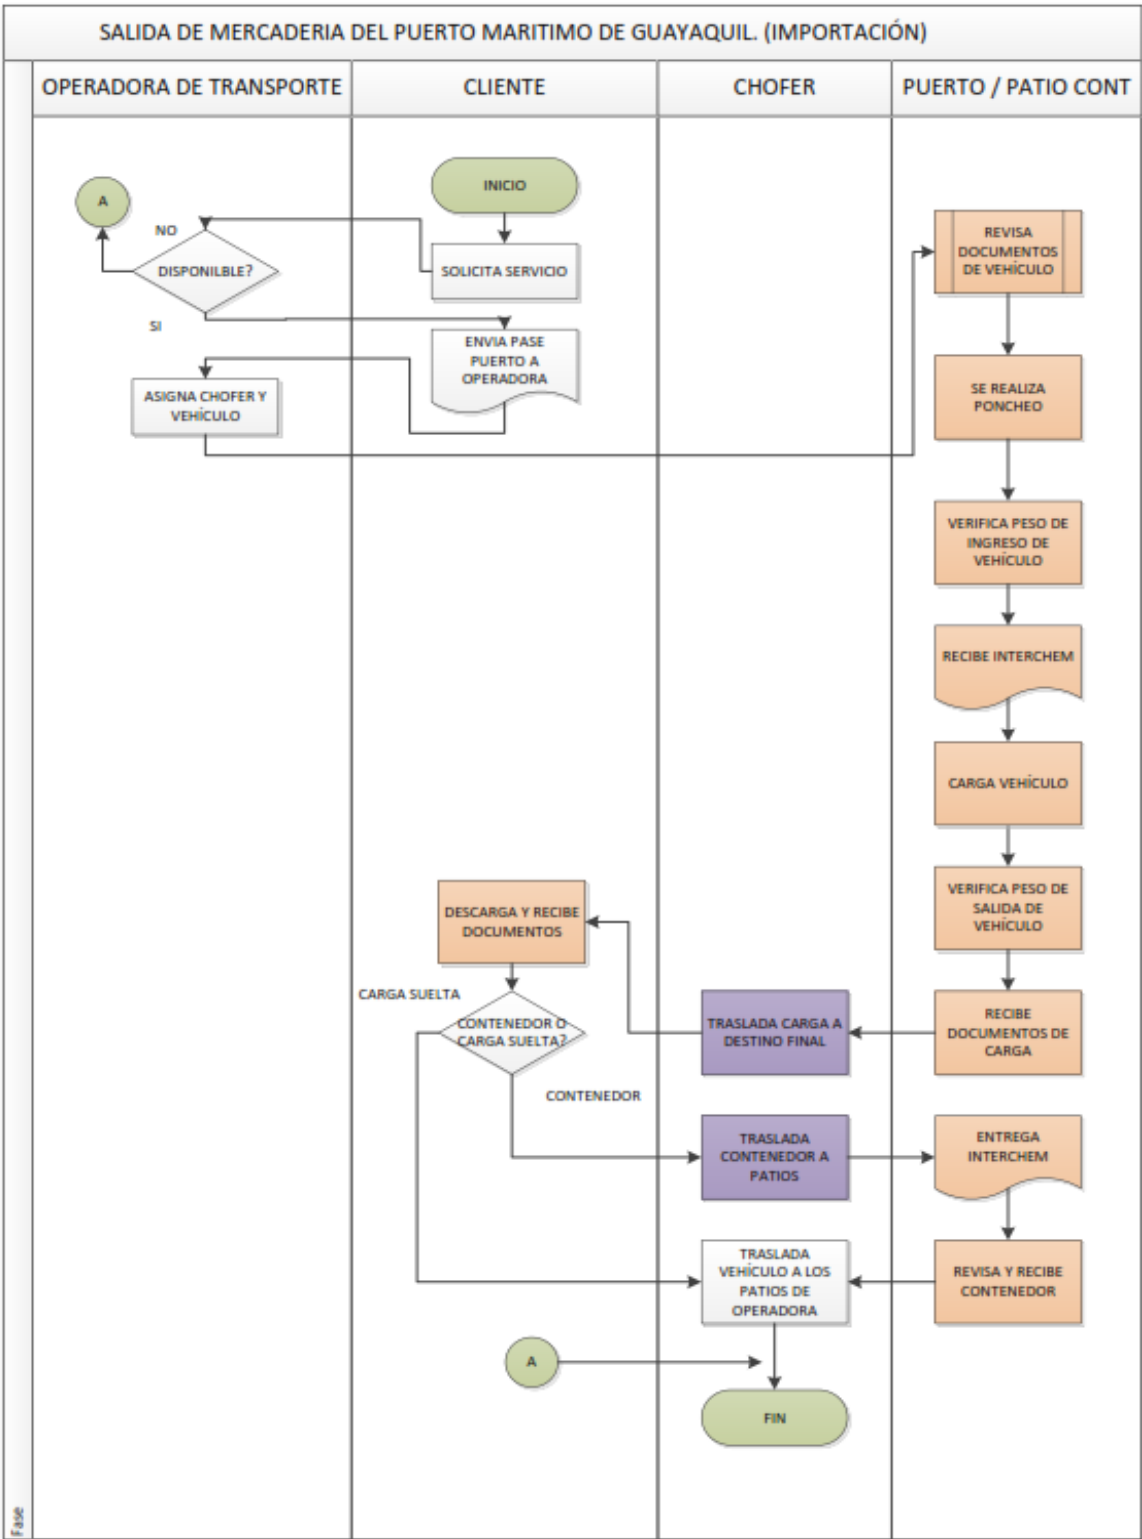 SALIDA DE MERCADERIA DEL PUERTO MARITIMO DE GUAYAQUIL. (IMPORTACIÓN)
OPERADORA DE TRANSPORTE
CLIENTE
CHOFER
PUERTO / PATIO CONT
INICIO
A
NO
DISPONILBLE?
SOLICITA SERVICIO
REVISA
DOCUMENTOS
DE VEHÍCULO
SI
ENVIA PASE
PUERTO A
OPERADORA
ASIGNA CHOFER Y
VEHÍCULO
SE REALIZA
PONCHEO
VERIFICA PESO DE
INGRESO DE
VEHÍCULO
RECIBE INTERCHEM
CARGA VEHÍCULO
VERIFICA PESO DE
SALIDA DE
VEHÍCULO
DESCARGA Y RECIBE
DOCUMENTOS
CARGA SUELTA
CONTENEDOR O
CARGA SUELTA?
TRASLADA CARGA A
DESTINO FINAL
RECIBE
DOCUMENTOS DE
CARGA
CONTENEDOR
TRASLADA
CONTENEDOR A
PATIOS
ENTREGA
INTERCHEM
TRASLADA
VEHÍCULO A LOS
PATIOS DE
OPERADORA
REVISA Y RECIBE
CONTENEDOR
A
FIN
Fase